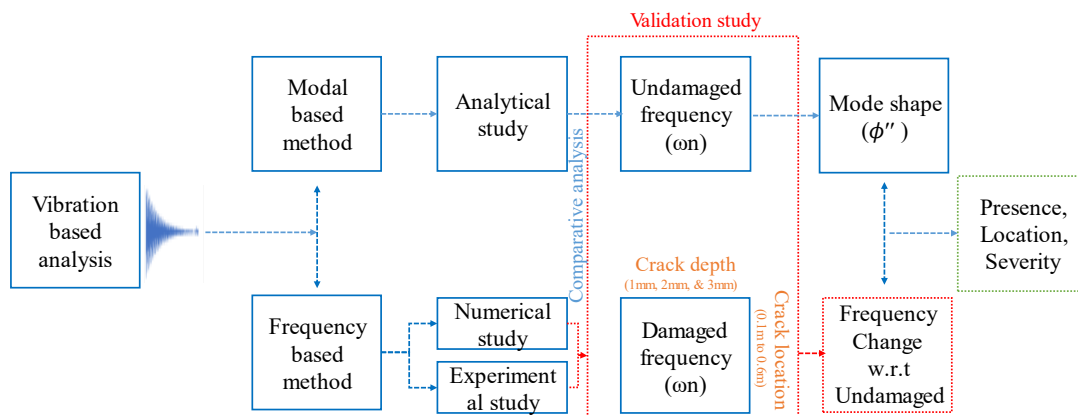 Validation study
Modal
based
method
Analytical
study
Undamaged
frequency
(ωn)
Mode shape
(ϕ′′ )
Vibration
based
analysis
Comparative analysis
Presence,
Location,
Severity
Crack depth
(1mm, 2mm, & 3mm)
Crack location
(0.1m to 0.6m)
Frequency
based
method
Numerical
study
Experiment
al study
Damaged
frequency
(ωn)
Frequency
Change
w.r.t
Undamaged